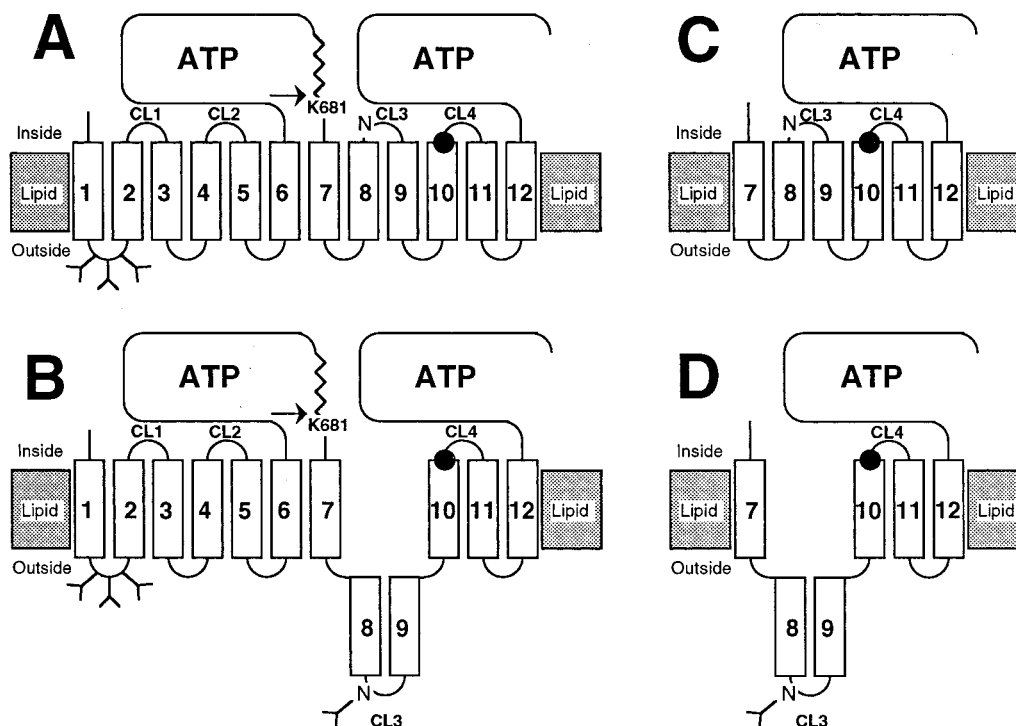 A
ATP
ATP
K681
CL1
CL2
N
CL3
CL4
Inside
Lipid
Outside
1 2 3 4 5 6 7 8 9 10 11 12
Lipid
C
ATP
N
CL3
CL4
Inside
Lipid
Outside
7 8 9 10 11 12
Lipid
B
ATP
ATP
K681
CL1
CL2
CL4
Inside
Lipid
Outside
1 2 3 4 5 6 7 10 11 12
Lipid
8 9
N
CL3
D
ATP
CL4
Inside
Lipid
Outside
7 10 11 12
Lipid
8 9
N
CL3